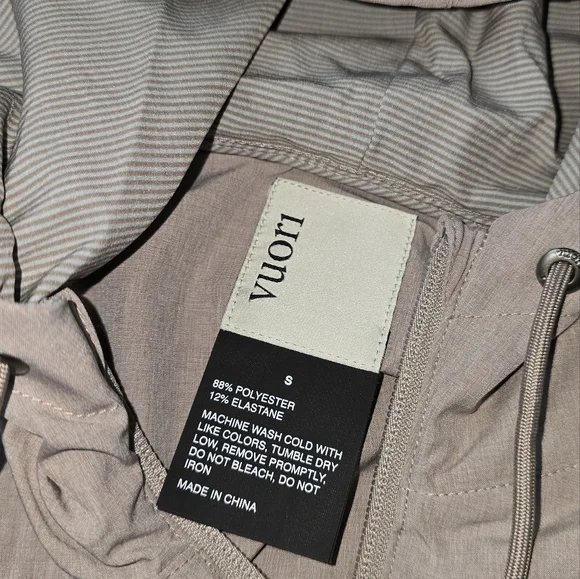 vuori
S
88% POLYESTER
12% ELASTANE
MACHINE WASH COLD WITH
LIKE COLORS, TUMBLE DRY
LOW, REMOVE PROMPTLY,
DO NOT BLEACH, DO NOT
IRON
MADE IN CHINA